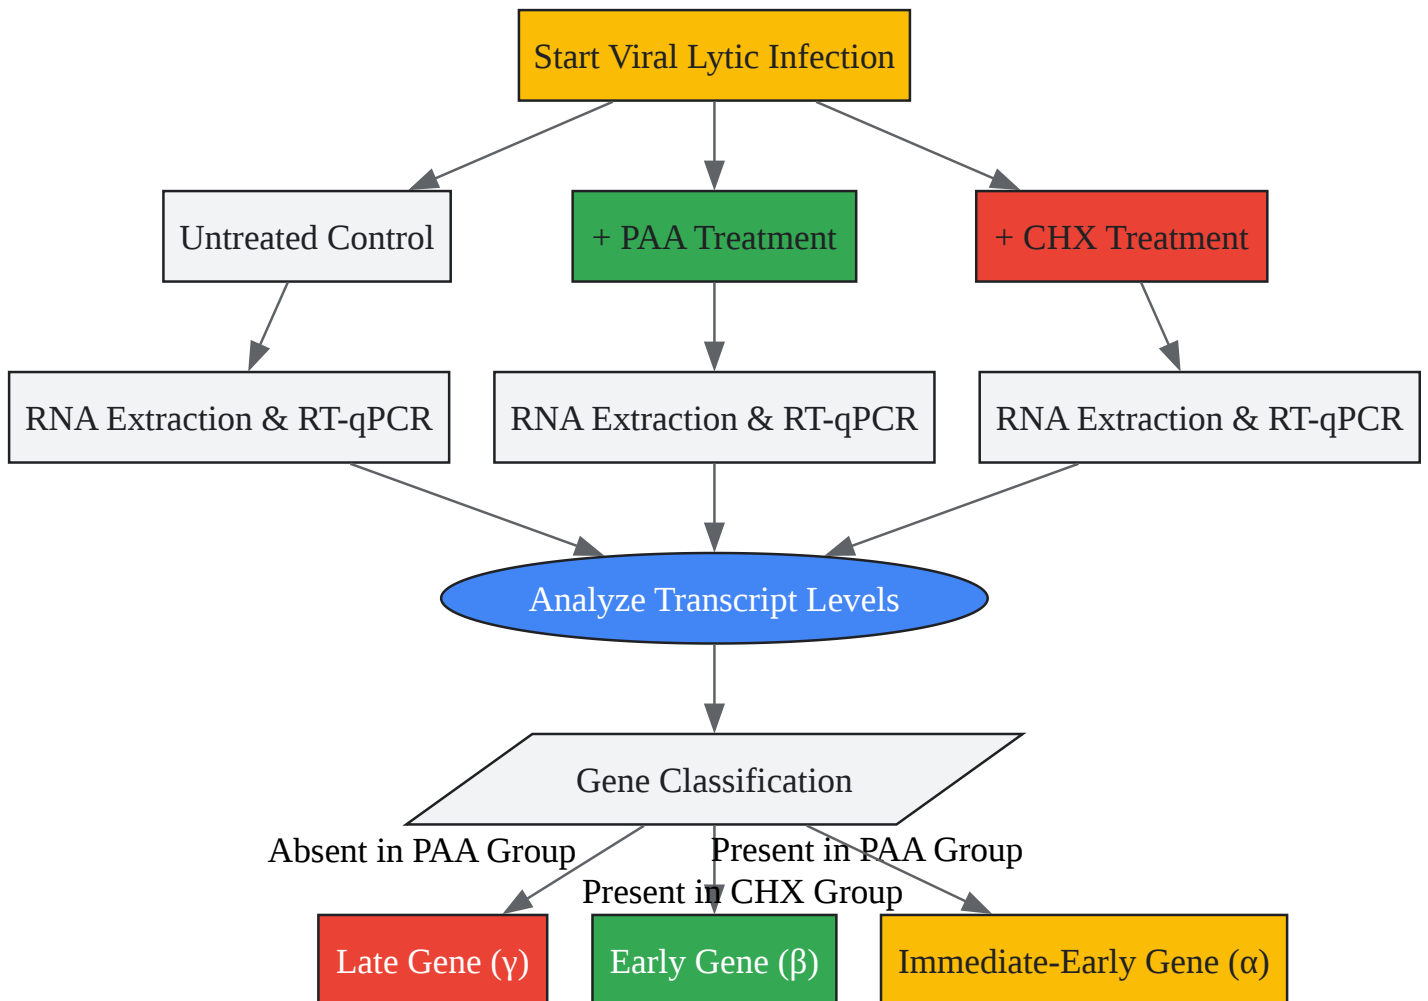 Start Viral Lytic Infection
Untreated Control
+ PAA Treatment
+ CHX Treatment
RNA Extraction & RT-qPCR
RNA Extraction & RT-qPCR
RNA Extraction & RT-qPCR
Analyze Transcript Levels
Gene Classification
Absent in PAA Group
Present in PAA Group
Present in CHX Group
Late Gene (γ)
Early Gene (β)
Immediate-Early Gene (α)